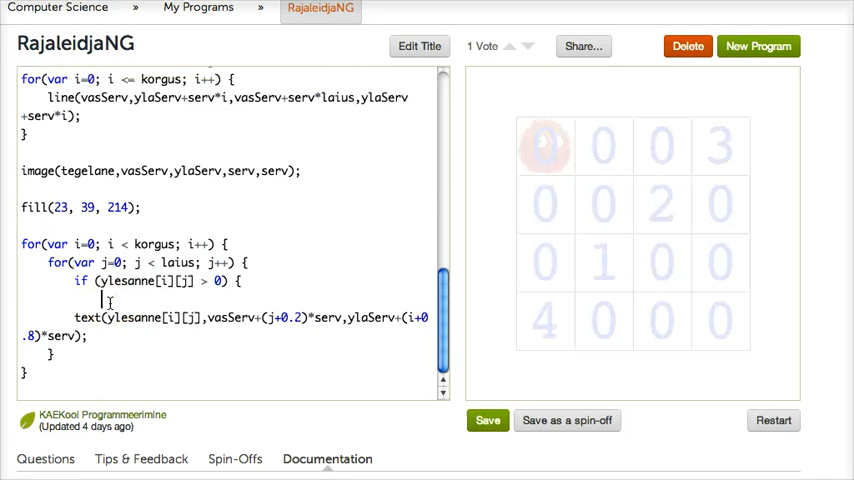 Computer Science » My Programs » RajaleidjaNG
RajaleidjaNG Edit Title 1 Vote Share... Delete New Program
for(var i=0; i <= korgus; i++) {
line(vasServ,ylaServ+serv*i,vasServ+serv*laius,ylaServ
+serv*i);
}
image(tegelane,vasServ,ylaServ,serv,serv);
fill(23, 39, 214);
for(var i=0; i < korgus; i++) {
for(var j=0; j < laius; j++) {
if (ylesanne[i][j] > 0) {
text(ylesanne[i][j],vasServ+(j+0.2)*serv,ylaServ+(i+0
.8)*serv);
}
}
0 0 0 3
0 0 2 0
0 1 0 0
4 0 0 0
KAEKool Programmeerimine
(Updated 4 days ago)
Save Save as a spin-off Restart
Questions Tips & Feedback Spin-Offs Documentation